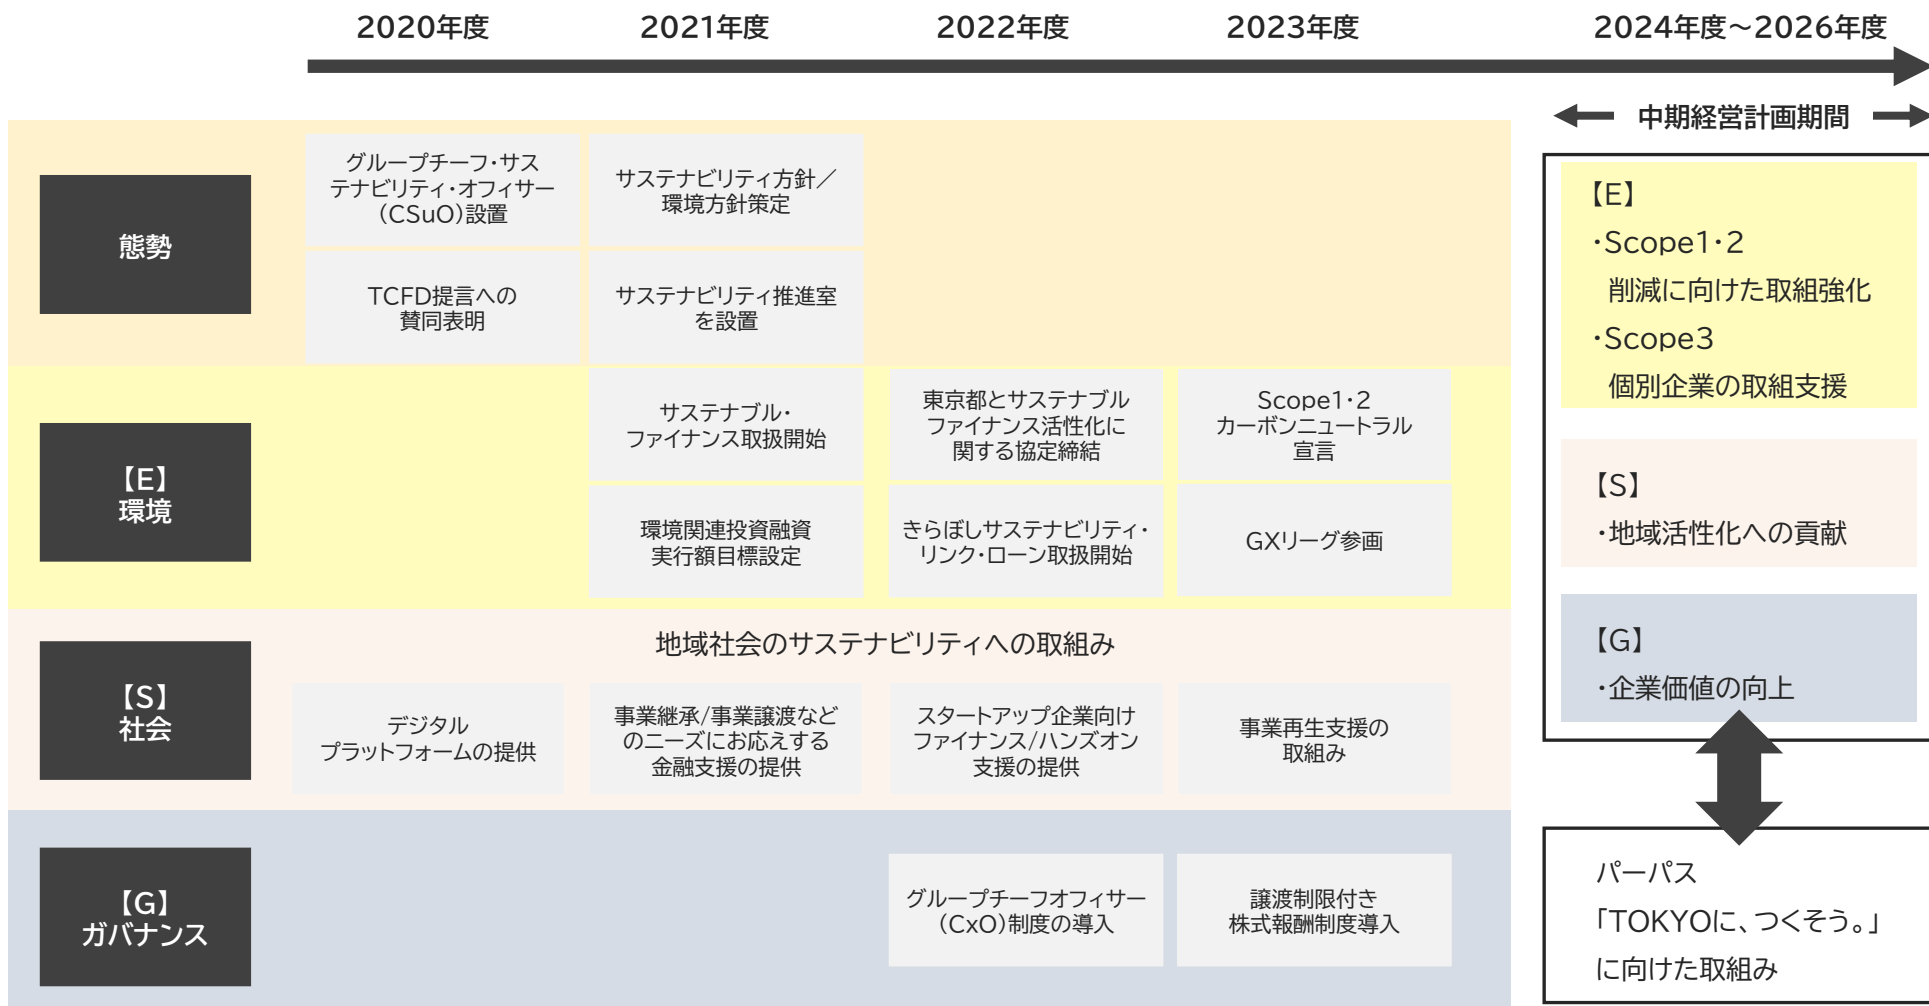 2020年度
2021年度
2022年度
2023年度
2024年度～2026年度
中期経営計画期間
態勢
グループチーフ・サス
テナビリティ・オフィサー
（CSuO）設置
サステナビリティ方針／
環境方針策定
TCFD提言への
賛同表明
サステナビリティ推進室
を設置
【E】
環境
サステナブル・
ファイナンス取扱開始
東京都とサステナブル
ファイナンス活性化に
関する協定締結
Scope1・2
カーボンニュートラル
宣言
環境関連投資融資
実行額目標設定
きらぼしサステナビリティ・
リンク・ローン取扱開始
GXリーグ参画
【S】
社会
地域社会のサステナビリティへの取組み
デジタル
プラットフォームの提供
事業継承/事業譲渡など
のニーズにお応えする
金融支援の提供
スタートアップ企業向け
ファイナンス/ハンズオン
支援の提供
事業再生支援の
取組み
【G】
ガバナンス
グループチーフオフィサー
（CxO）制度の導入
譲渡制限付き
株式報酬制度導入
【E】
・Scope1・2
削減に向けた取組強化
・Scope3
個別企業の取組支援
【S】
・地域活性化への貢献
【G】
・企業価値の向上
パーパス
「TOKYOに、つくそう。」
に向けた取組み